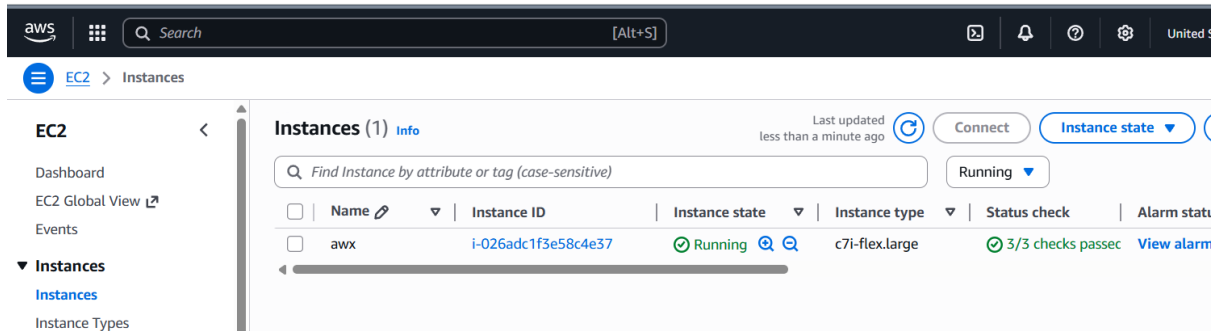 aws Search [Alt+S] United S
EC2 > Instances
EC2
Dashboard
EC2 Global View
Events
Instances
Instances
Instance Types
Instances (1) Info
Last updated
less than a minute ago
Connect Instance state
Find Instance by attribute or tag (case-sensitive)
Running
Name Instance ID Instance state Instance type Status check Alarm statu
awx i-026adc1f3e58c4e37 Running c7i-flex.large 3/3 checks passec View alarm